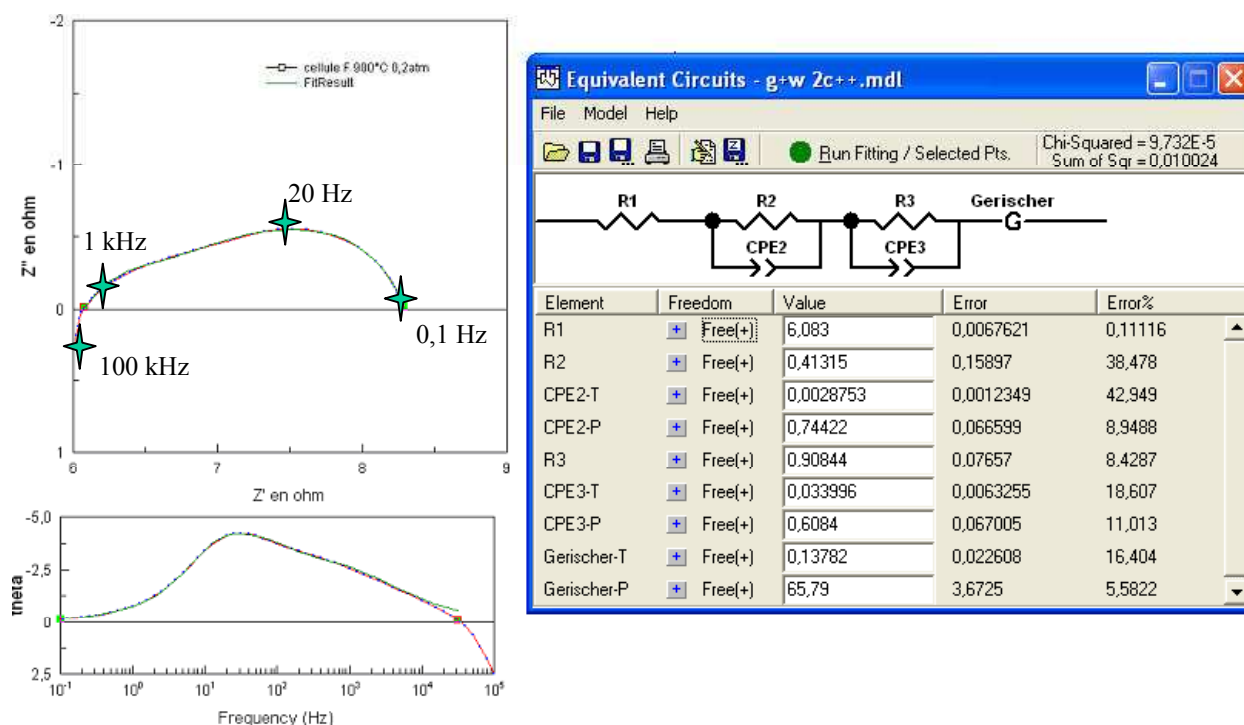 -2
-1
0
1
Z'' en ohm
cellule F 900°C 0,2atm
FitResult
20 Hz
1 kHz
100 kHz
0,1 Hz
6 7 8 9
Z' en ohm
-5,0
-2,5
0
2,5
theta
10-1 100 101 102 103 104 105
Frequency (Hz)
Equivalent Circuits - g+w 2c++.mdl
File Model Help
Run Fitting / Selected Pts.
Chi-Squared = 9,732E-5
Sum of Sqr = 0,010024
R1 R2 R3 Gerischer
CPE2 CPE3
G
Element Freedom Value Error Error%
R1 + Free(+) 6,083 0,0067621 0,11116
R2 + Free(+) 0,41315 0,15897 38,478
CPE2-T + Free(+) 0,0028753 0,0012349 42,949
CPE2-P + Free(+) 0,74422 0,066599 8,9488
R3 + Free(+) 0,90844 0,07657 8,4287
CPE3-T + Free(+) 0,033996 0,0063255 18,607
CPE3-P + Free(+) 0,6084 0,067005 11,013
Gerischer-T + Free(+) 0,13782 0,022608 16,404
Gerischer-P + Free(+) 65,79 3,6725 5,5822